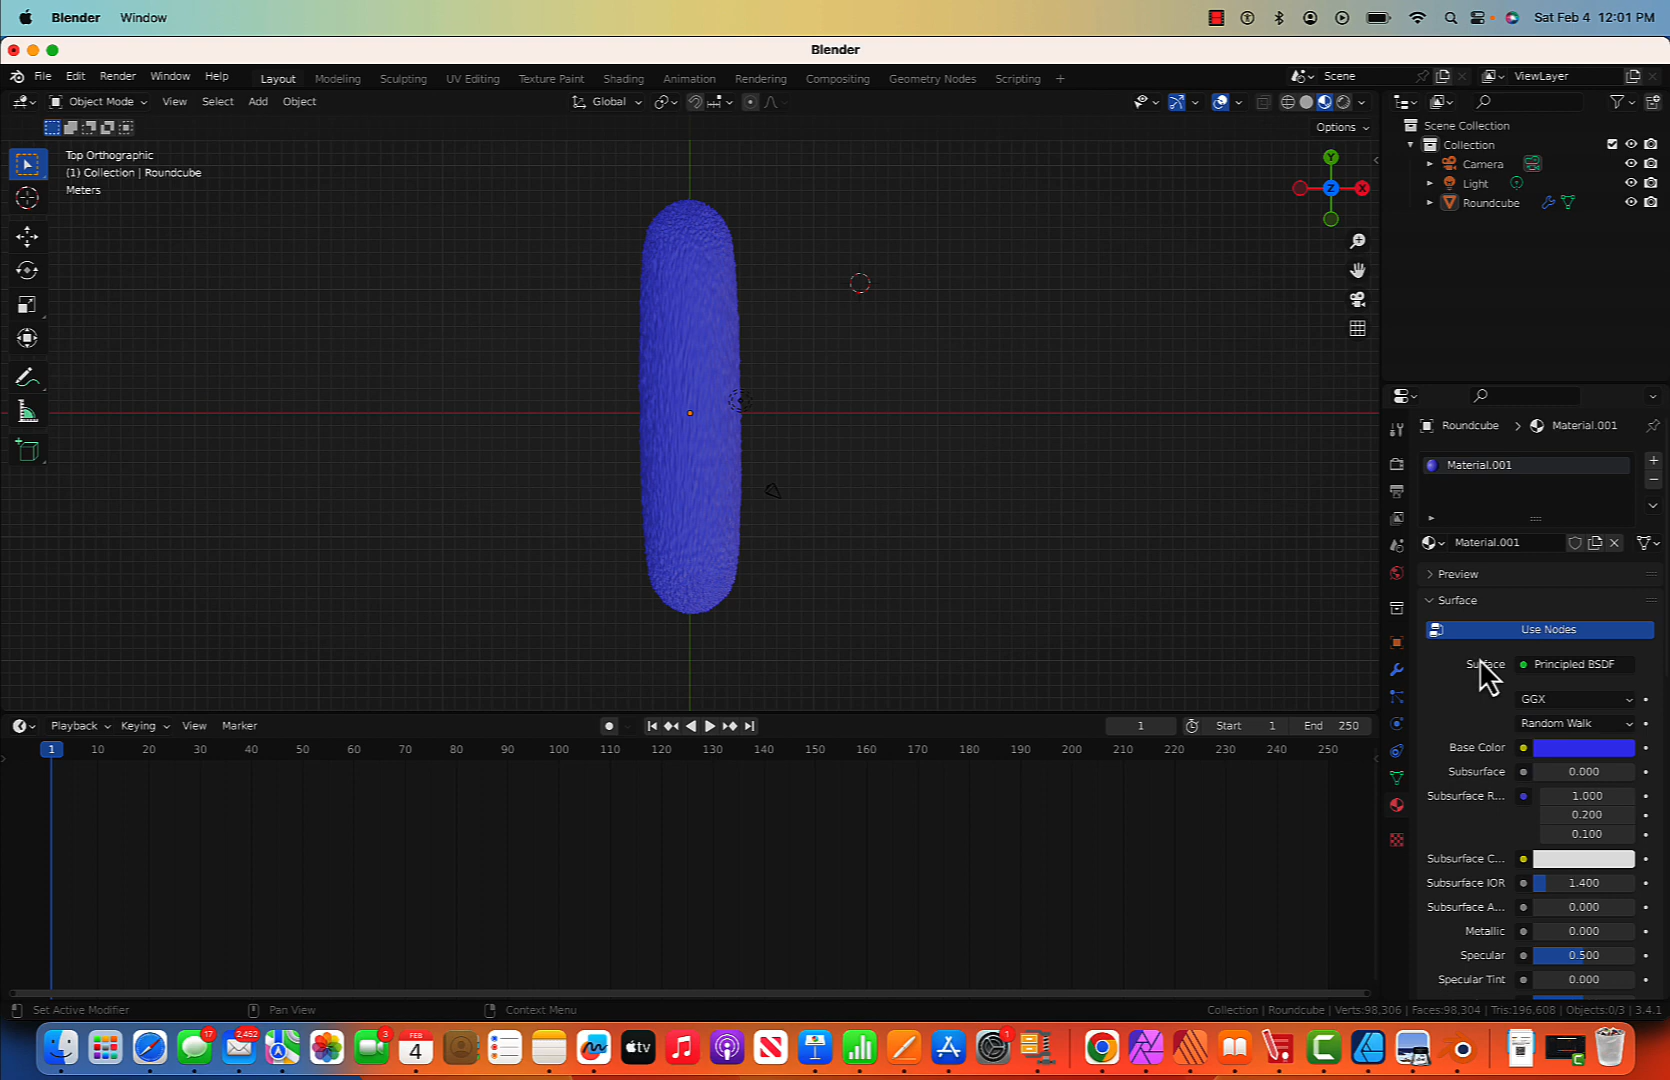 Blender Window Sat Feb 4 12:01 PM
Blender
File Edit Render Window Help Layout Modeling Sculpting UV Editing Texture Paint Shading Animation Rendering Compositing Geometry Nodes Scripting + Scene ViewLayer
Object Mode View Select Add Object Global
Options
Top Orthographic
(1) Collection | Roundcube
Meters
Y
Z X
Scene Collection
Collection
Camera
Light
Roundcube
Roundcube > Material.001
Material.001
Material.001
Preview
Surface
Use Nodes
Surface Principled BSDF
GGX
Random Walk
Base Color
Subsurface 0.000
Subsurface R... 1.000
0.200
0.100
Subsurface C...
Subsurface IOR 1.400
Subsurface A... 0.000
Metallic 0.000
Specular 0.500
Specular Tint 0.000
Playback Keying View Marker 1 Start 1 End 250
1 10 20 30 40 50 60 70 80 90 100 110 120 130 140 150 160 170 180 190 200 210 220 230 240 250
Set Active Modifier Pan View Context Menu Collection | Roundcube | Verts:98,306 | Faces:98,304 | Tris:196,608 | Objects:0/3 | 3.4.1
17 2,452 3 FEB 4 tv 1